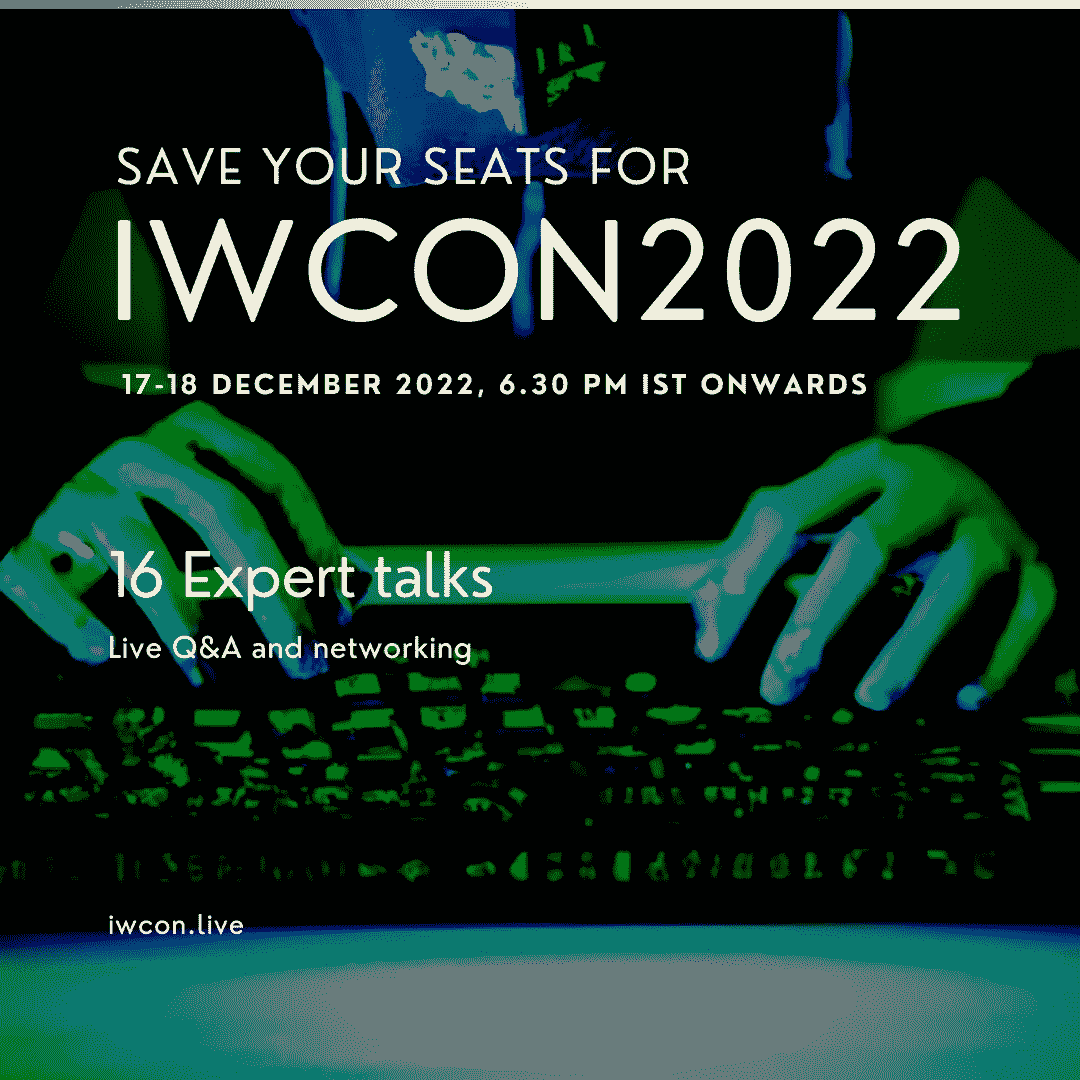 SAVE YOUR SEATS FOR
IWCON2022
17-18 DECEMBER 2022, 6.30 PM IST ONWARDS
16 Expert talks
Live Q&A and networking
iwcon.live